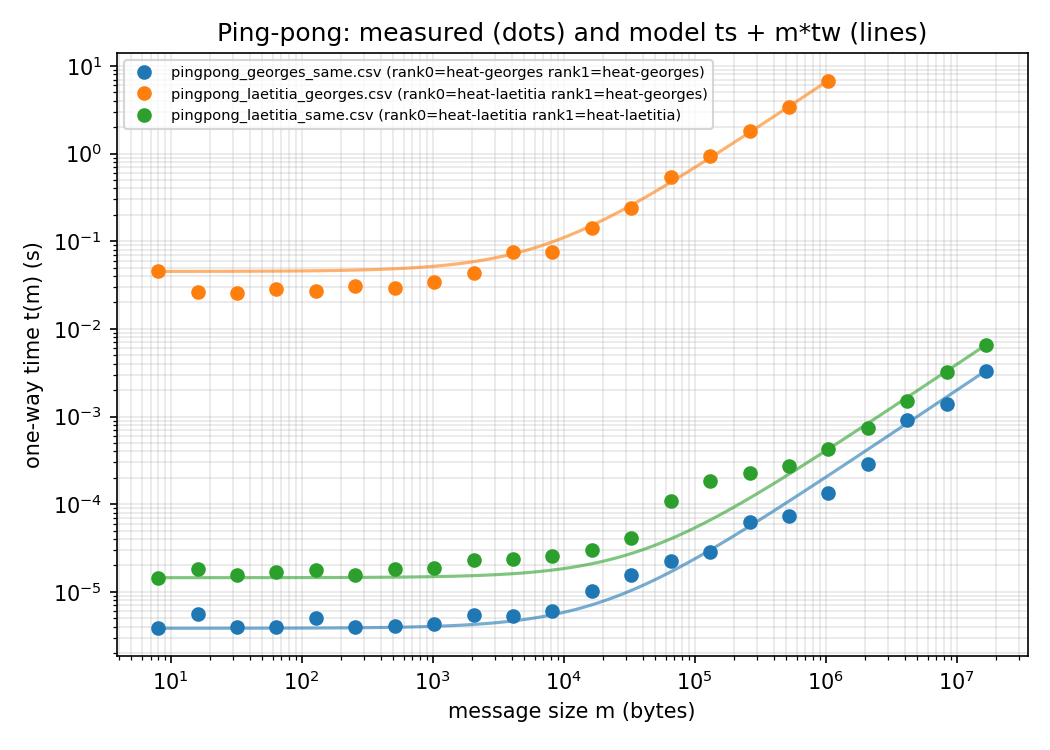 Ping-pong: measured (dots) and model ts + m*tw (lines)
pingpong_georges_same.csv (rank0=heat-georges rank1=heat-georges)
pingpong_laetitia_georges.csv (rank0=heat-laetitia rank1=heat-georges)
pingpong_laetitia_same.csv (rank0=heat-laetitia rank1=heat-laetitia)
one-way time t(m) (s)
10¹
10⁰
10⁻¹
10⁻²
10⁻³
10⁻⁴
10⁻⁵
10¹ 10² 10³ 10⁴ 10⁵ 10⁶ 10⁷
message size m (bytes)